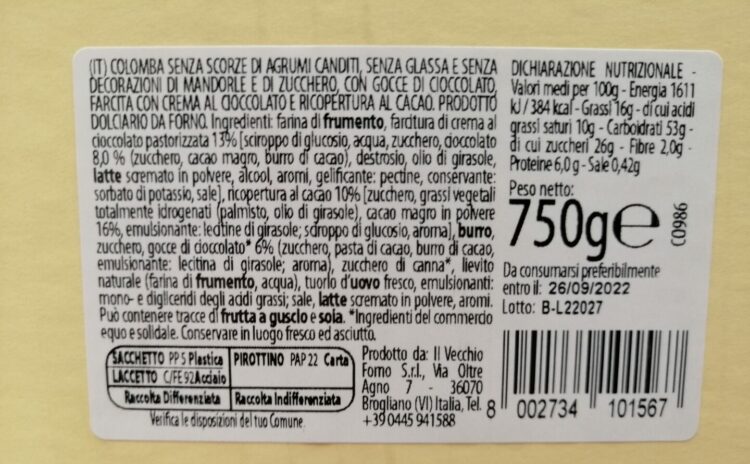 (IT) COLOMBA SENZA SCORZE DI AGRUMI CANDITI, SENZA GLASSA E SENZA
DECORAZIONI DI MANDORLE E DI ZUCCHERO, CON GOCCE DI CIOCCOLATO,
FARCITA CON CREMA AL CIOCCOLATO E RICOPERTURA AL CACAO. PRODOTTO
DOLCIARIO DA FORNO. Ingredienti: farina di frumento, farcitura di crema al
cioccolato pastorizzata 13% [sciroppo di glucosio, acqua, zucchero, cioccolato
8,0 % (zucchero, cacao magro, burro di cacao), destrosio, olio di girasole,
latte scremato in polvere, alcool, aromi, gelificante: pectine, conservante:
sorbato di potassio, sale], ricopertura al cacao 10% [zucchero, grassi vegetali
totalmente idrogenati (palmisto, olio di girasole), cacao magro in polvere
16%, emulsionante: lecitine di girasole; sciroppo di glucosio, aroma], burro,
zucchero, gocce di cioccolato* 6% (zucchero, pasta di cacao, burro di cacao,
emulsionante: lecitina di girasole; aroma), zucchero di canna*, lievito
naturale (farina di frumento, acqua), tuorlo d'uovo fresco, emulsionanti:
mono- e digliceridi degli acidi grassi; sale, latte scremato in polvere, aromi.
Può contenere tracce di frutta a guscio e soia. *Ingredienti del commercio
equo e solidale. Conservare in luogo fresco ed asciutto.
SACCHETTO PP 5 Plastica
PIROTTINO PAP 22 Carta
LACCETTO C/FE 92 Acciaio
Raccolta Differenziata
Raccolta Indifferenziata
Verifica le disposizioni del tuo Comune.
Prodotto da: Il Vecchio
Forno S.r.l., Via Oltre
Agno 7 - 36070
Brogliano (VI) Italia, Tel.
+39 0445 941588
DICHIARAZIONE NUTRIZIONALE -
Valori medi per 100g - Energia 1611
kJ / 384 kcal - Grassi 16g - di cui acidi
grassi saturi 10g - Carboidrati 53g -
di cui zuccheri 26g - Fibre 2,0g -
Proteine 6,0 g - Sale 0,42g
Peso netto:
750g e
C0986
Da consumarsi preferibilmente
entro il: 26/09/2022
Lotto: B-L22027
8 002734 101567